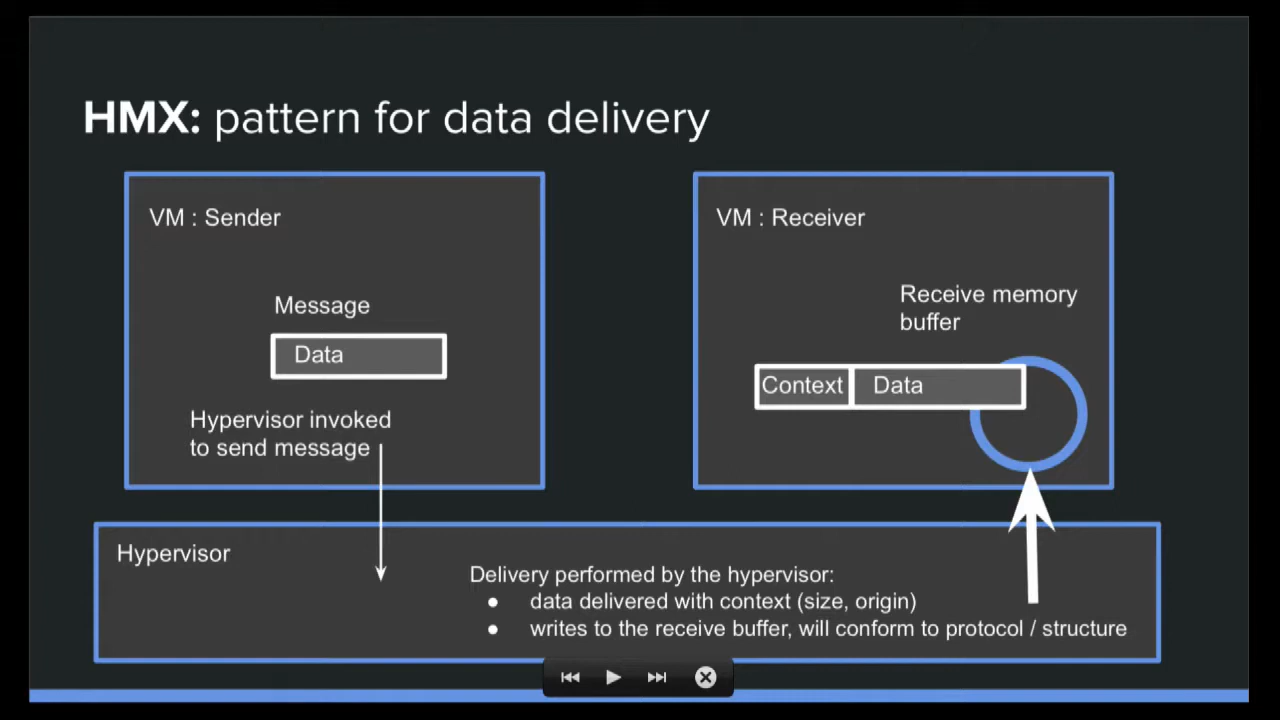 HMX: pattern for data delivery
VM : Sender
Message
Data
Hypervisor invoked
to send message
VM : Receiver
Receive memory
buffer
Context
Data
Hypervisor
Delivery performed by the hypervisor:
● data delivered with context (size, origin)
● writes to the receive buffer, will conform to protocol / structure